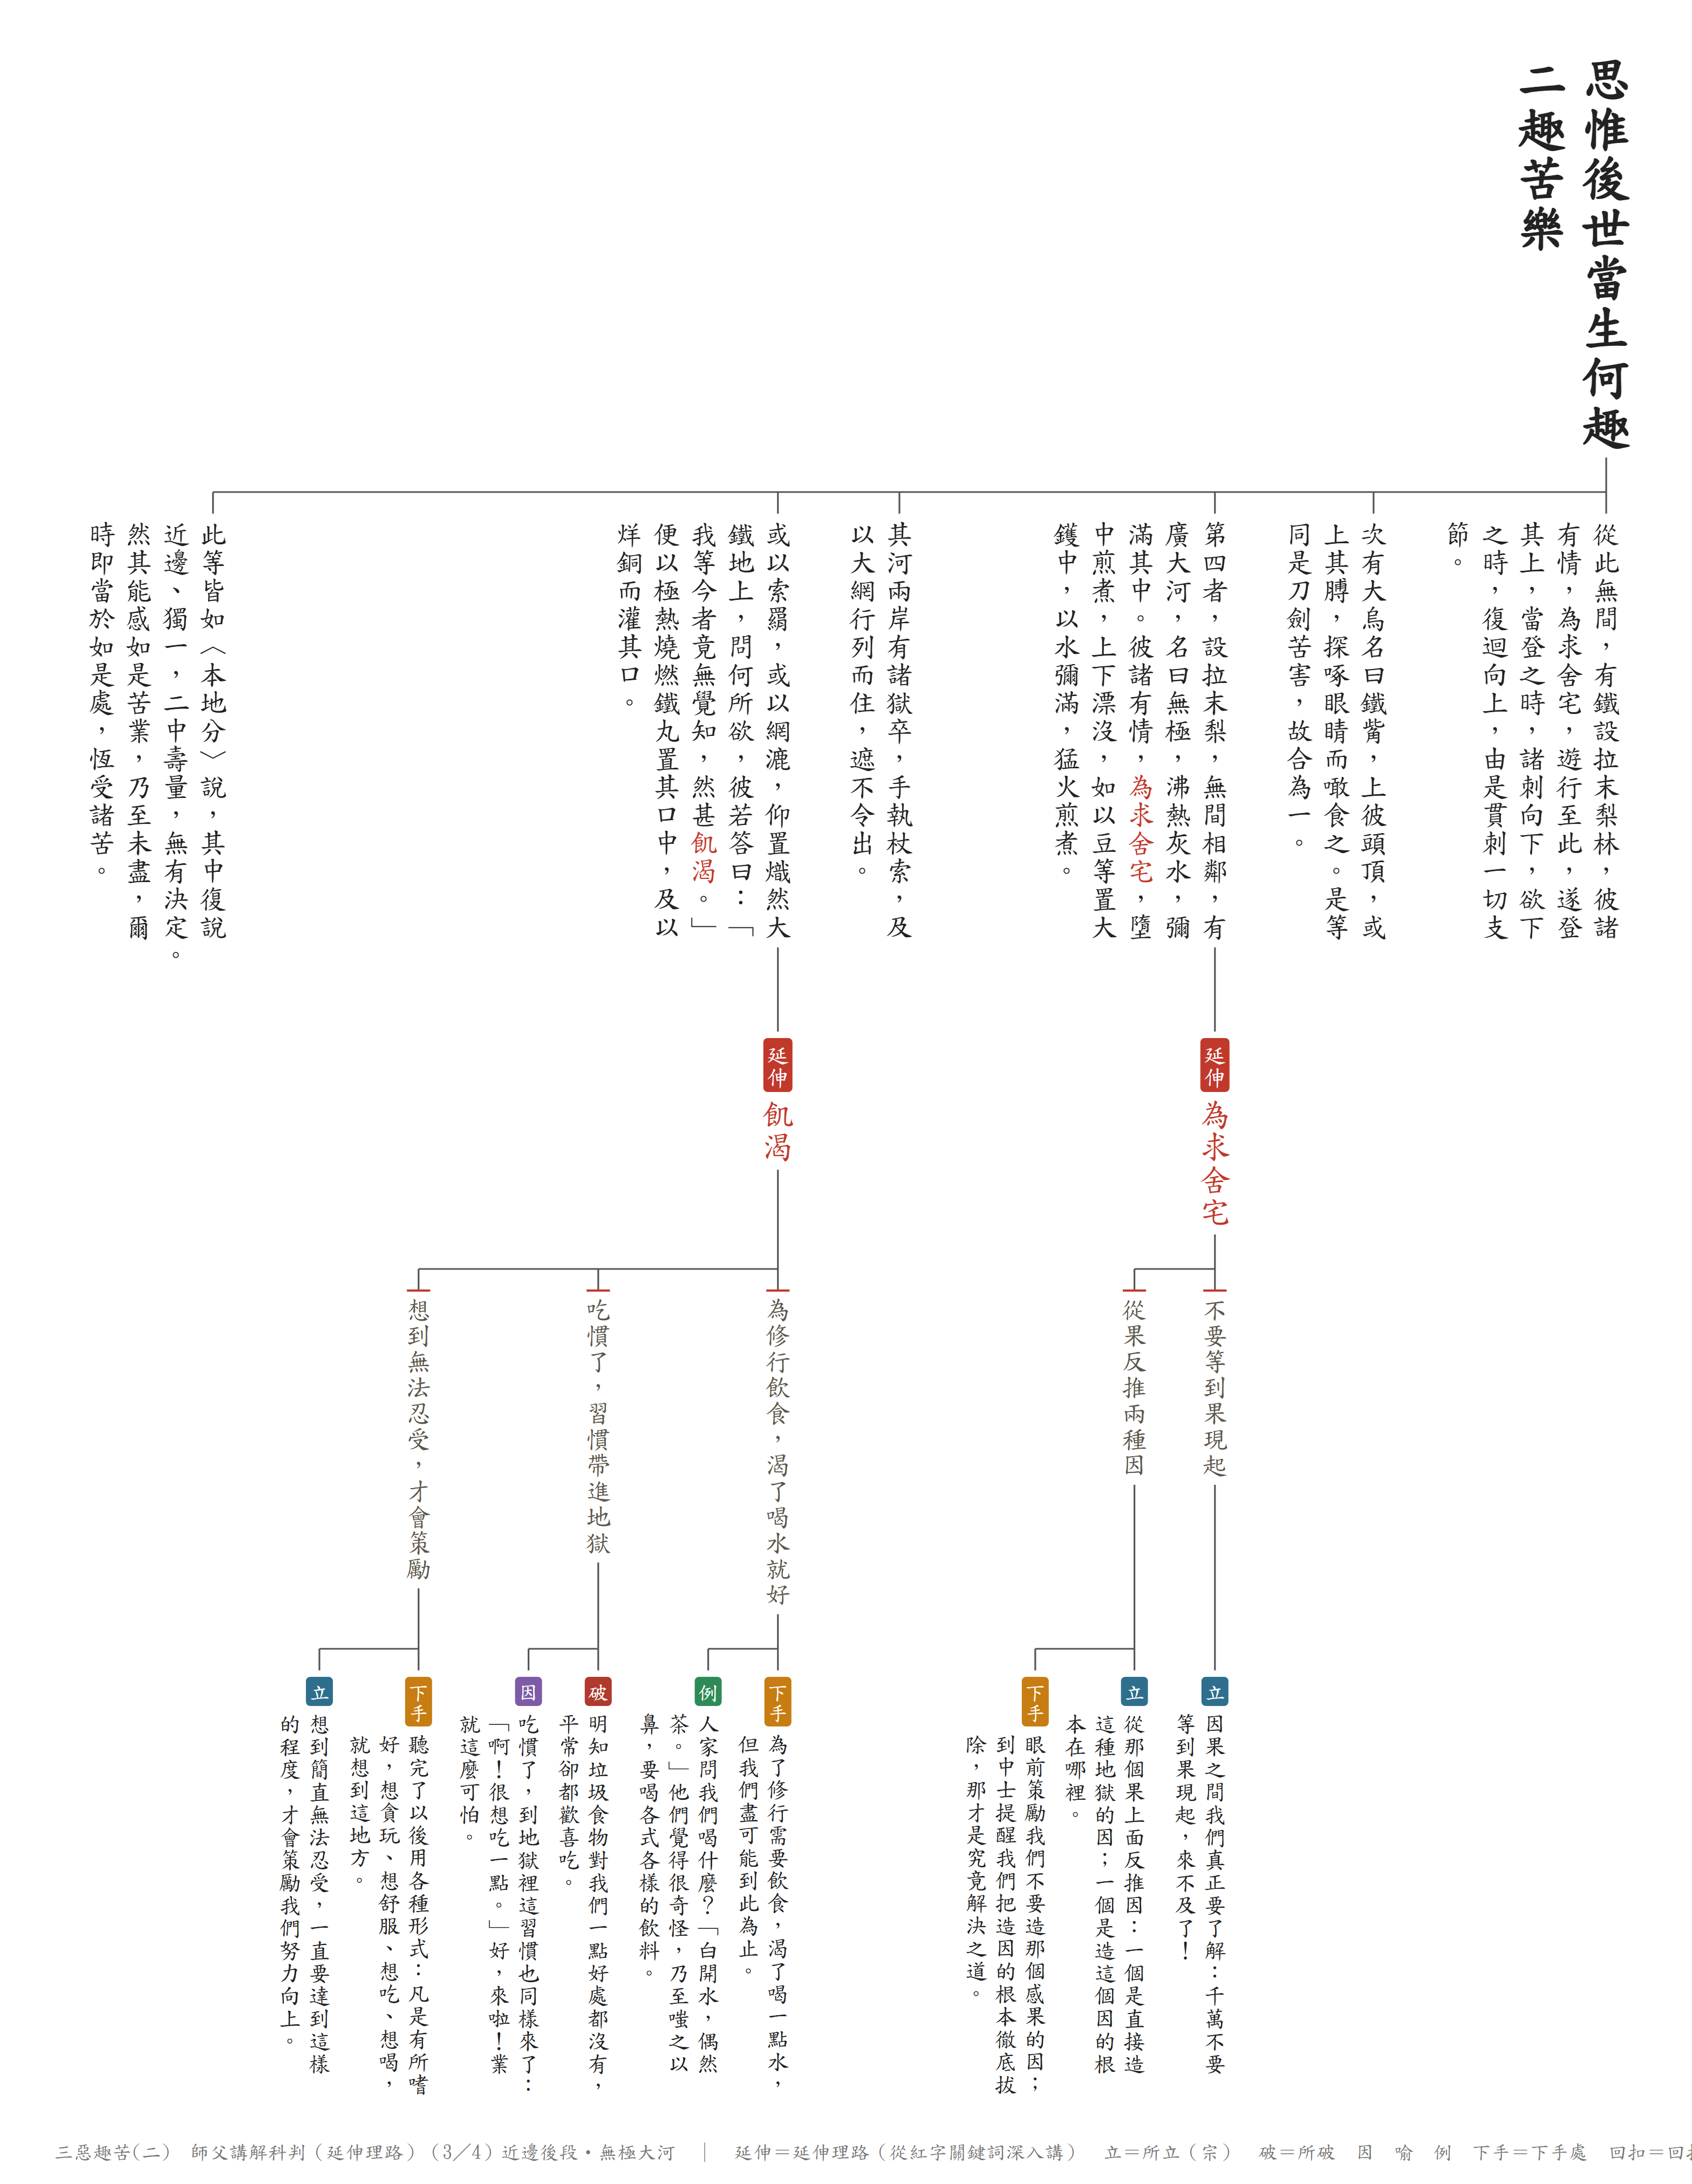 思惟後世當生何趣
二趣苦樂
從此無間，有鐵設拉末梨林，彼諸
有情，為求舍宅，遊行至此，遂登
其上，當登之時，諸刺向下，欲下
之時，復迴向上，由是貫刺一切支
節。
次有大烏名曰鐵觜，上彼頭頂，或
上其膊，探啄眼睛而噉食之。是等
同是刀劍苦害，故合為一。
第四者，設拉末梨，無間相鄰，有
廣大河，名曰無極，沸熱灰水，彌
滿其中。彼諸有情，為求舍宅，墮
中煎煮，上下漂沒，如以豆等置大
鑊中，以水彌滿，猛火煎煮。
其河兩岸有諸獄卒，手執杖索，及
以大網行列而住，遮不令出。
或以索羂，或以網漉，仰置熾然大
鐵地上，問何所欲，彼若答曰：「
我等今者竟無覺知，然甚飢渴。」
便以極熱燒燃鐵丸置其口中，及以
烊銅而灌其口。
此等皆如〈本地分〉說，其中復說
近邊、獨一，二中壽量，無有決定。
然其能感如是苦業，乃至未盡，爾
時即當於如是處，恆受諸苦。
延伸
為求舍宅
不要等到果現起
立
因果之間我們真正要了解：千萬不要
等到果現起，來不及了！
從果反推兩種因
立
從那個果上面反推因：一個是直接造
這種地獄的因；一個是造這個因的根
本在哪裡。
下手
眼前策勵我們不要造那個感果的因；
到中士提醒我們把造因的根本徹底拔
除，那才是究竟解決之道。
延伸
飢渴
為修行飲食，渴了喝水就好
下手
為了修行需要飲食，渴了喝一點水，
但我們盡可能到此為止。
例
人家問我們喝什麼？「白開水，偶然
茶。」他們覺得很奇怪，乃至嗤之以
鼻，要喝各式各樣的飲料。
吃慣了，習慣帶進地獄
破
明知垃圾食物對我們一點好處都沒有，
平常卻都歡喜吃。
因
吃慣了，到地獄裡這習慣也同樣來了：
「啊！很想吃一點。」好，來啦！業
就這麼可怕。
想到無法忍受，才會策勵
下手
聽完了以後用各種形式：凡是有所嗜
好，想貪玩、想舒服、想吃、想喝，
就想到這地方。
立
想到簡直無法忍受，一直要達到這樣
的程度，才會策勵我們努力向上。
三惡趣苦(二)　師父講解科判（延伸理路）（3／4）近邊後段・無極大河　｜　延伸＝延伸理路（從紅字關鍵詞深入講）　立＝所立（宗）　破＝所破　因　喻　例　下手＝下手處　回扣＝回